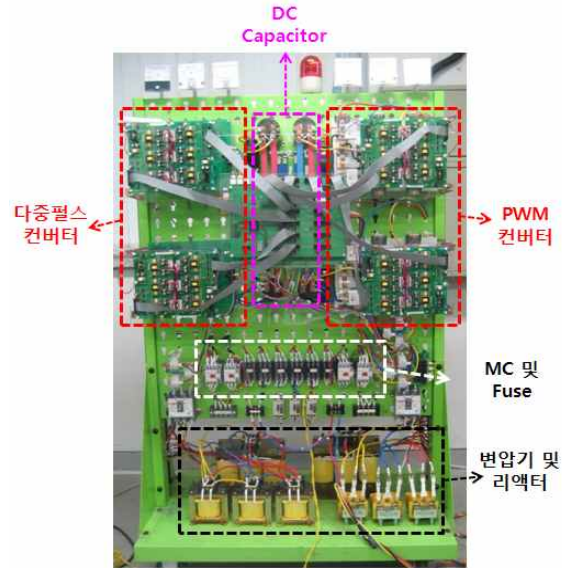 DC
Capacitor
다중펄스
컨버터
PWM
컨버터
MC 및
Fuse
변압기 및
리액터